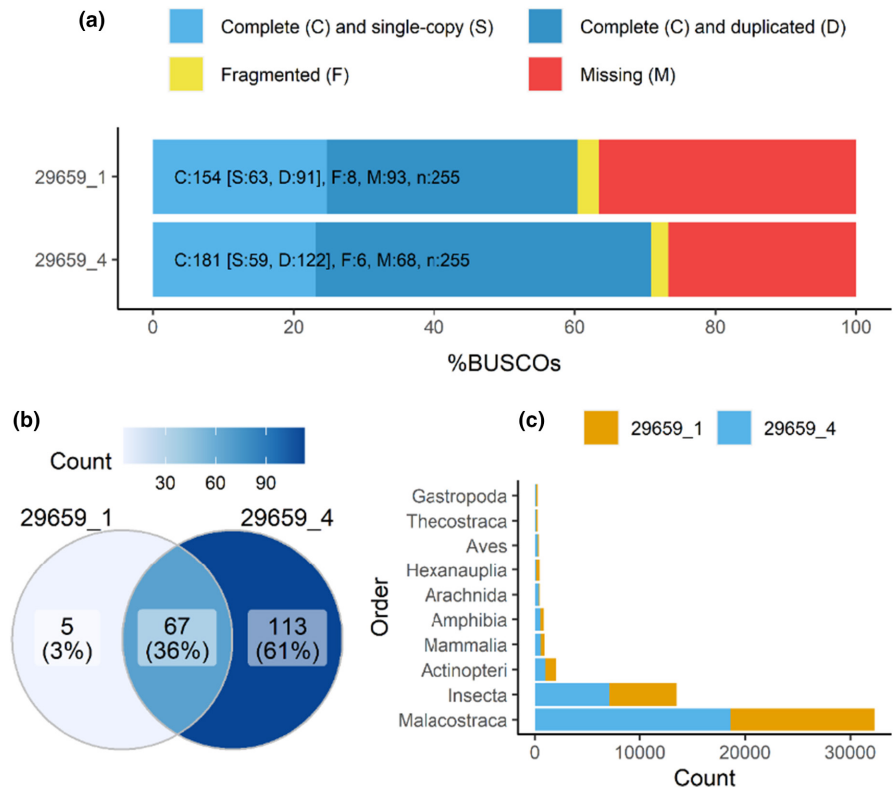 (a)
Complete (C) and single-copy (S)
Complete (C) and duplicated (D)
Fragmented (F)
Missing (M)
29659_1
C:154 [S:63, D:91], F:8, M:93, n:255
29659_4
C:181 [S:59, D:122], F:6, M:68, n:255
0 20 40 60 80 100
%BUSCOs
(b)
Count
30 60 90
29659_1
29659_4
5
(3%)
67
(36%)
113
(61%)
(c)
29659_1
29659_4
Order
Gastropoda
Thecostraca
Aves
Hexanauplia
Arachnida
Amphibia
Mammalia
Actinopteri
Insecta
Malacostraca
0 10000 20000 30000
Count